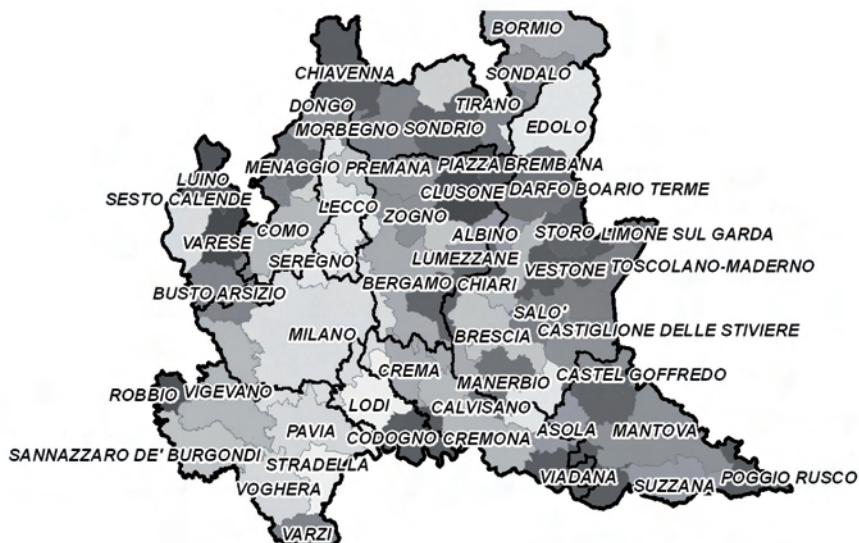 BORMIO
CHIAVENNA
SONDALO
DONGO
TIRANO
MORBEGNO SONDRIO
EDOLO
MENAGGIO PREMANA PIAZZA BREMBANA
LUINO
CLUSONE DARFO BOARIO TERME
SESTO CALENDE
LECCO
ZOGNO
VARESE COMO
ALBINO STORO LIMONE SUL GARDA
SEREGNO
LUMEZZANE
VESTONE TOSCOLANO-MADERNO
BUSTO ARSIZIO
BERGAMO CHIARI
SALO'
MILANO
BRESCIA CASTIGLIONE DELLE STIVIERE
CREMA
MANERBIO CASTEL GOFFREDO
ROBBIO VIGEVANO
LODI
CALVISANO
PAVIA
CODOGNO CREMONA ASOLA MANTOVA
SANNAZZARO DE' BURGONDI
STRADELLA
VOGHERA
VIADANA SUZZANA POGGIO RUSCO
VARZI